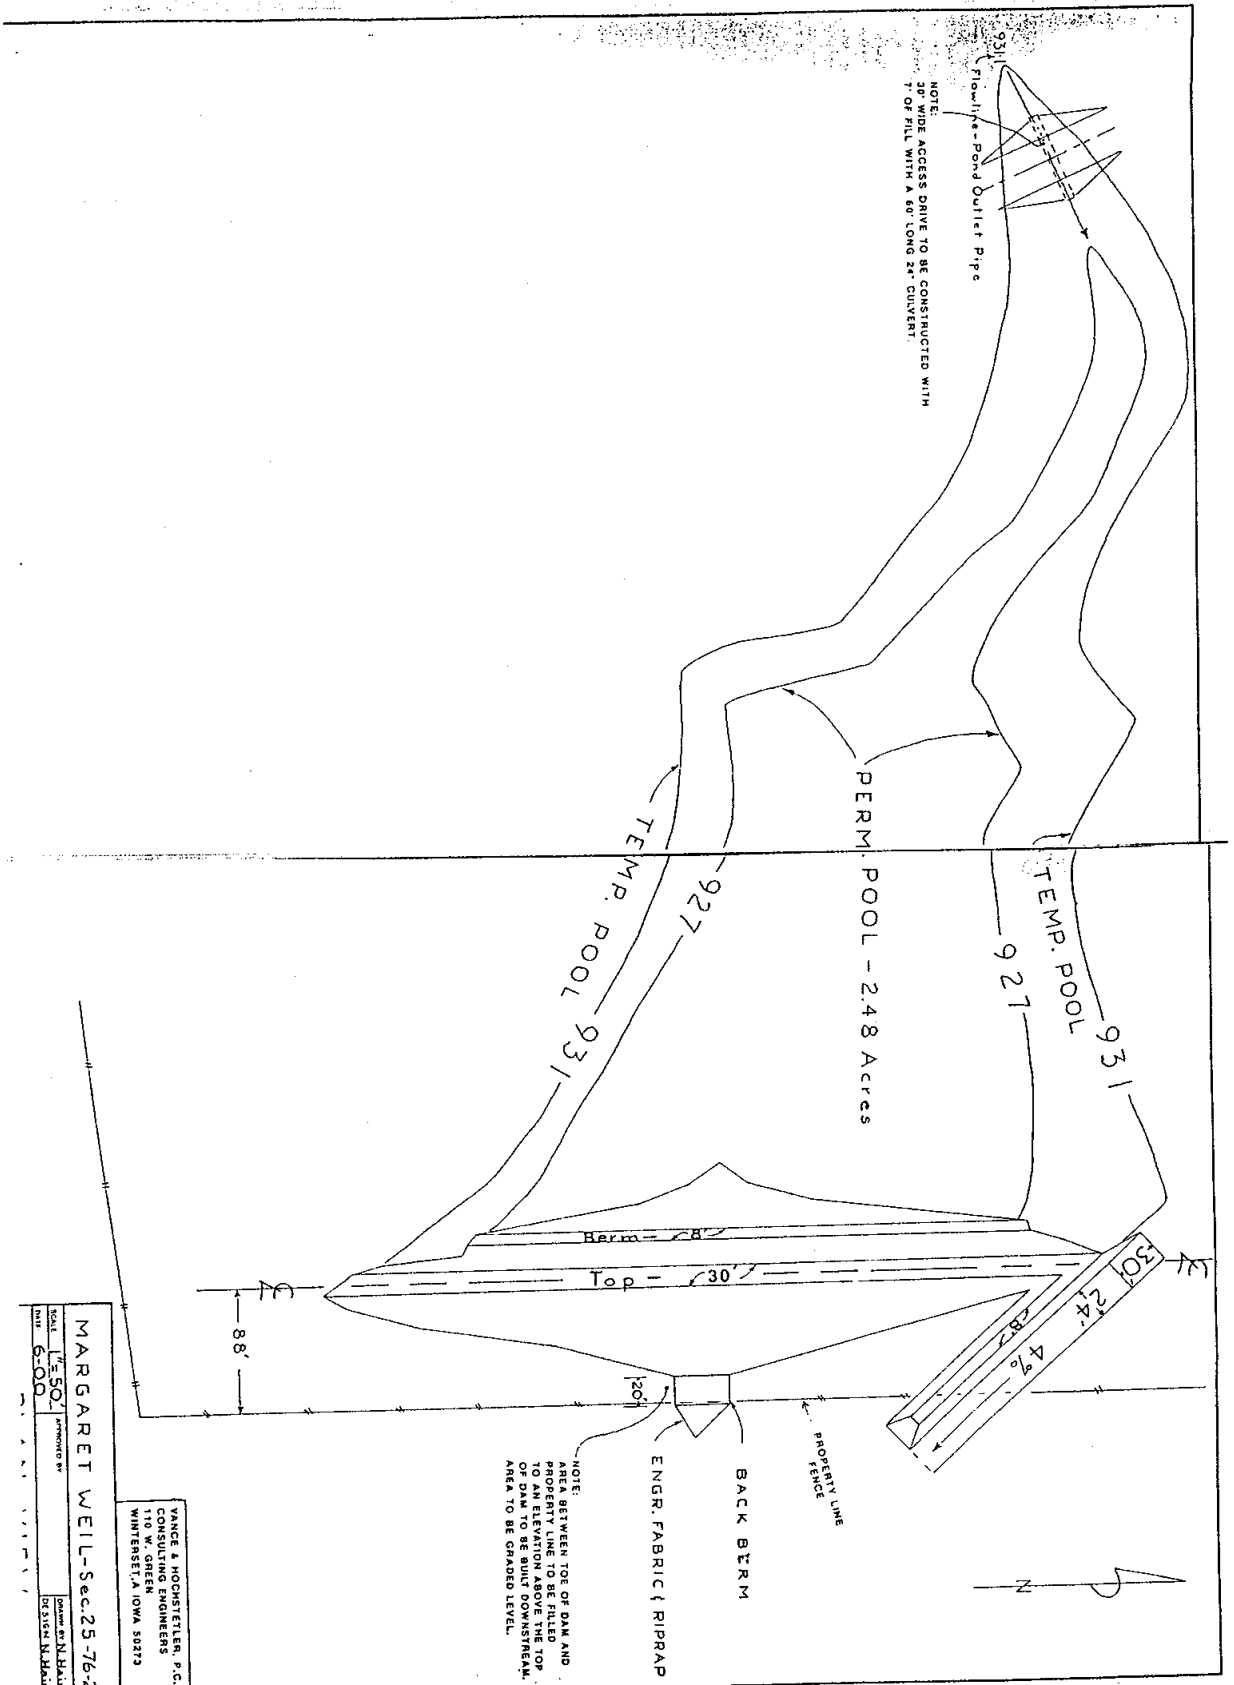 931.1
Flowline-Pond Outlet Pipe
NOTE:
30' WIDE ACCESS DRIVE TO BE CONSTRUCTED WITH
7' OF FILL WITH A 60' LONG 24" CULVERT.
TEMP. POOL
931
927
PERM. POOL - 2.48 Acres
927
TEMP. POOL 931
Berm - 8'
Top - 30'
30'
2'
4'
8'
4%
88'
20'
PROPERTY LINE
FENCE
BACK BERM
ENGR. FABRIC & RIPRAP
NOTE:
AREA BETWEEN TOE OF DAM AND
PROPERTY LINE TO BE FILLED
TO AN ELEVATION ABOVE THE TOP
OF DAM TO BE BUILT DOWNSTREAM.
AREA TO BE GRADED LEVEL.
N
VANCE & HOCHSTETLER, P.C.
CONSULTING ENGINEERS
110 W. GREEN
WINTERSET,A IOWA 50273
MARGARET WEIL-Sec.25-76-
SCALE 1"=50'
APPROVED BY
DRAWN BY N.Hai
DATE 6-00
DESIGN N.Hai